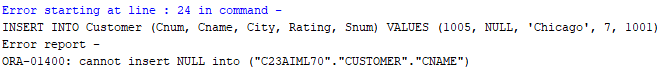 Error starting at line : 24 in command -
INSERT INTO Customer (Cnum, Cname, City, Rating, Snum) VALUES (1005, NULL, 'Chicago', 7, 1001)
Error report -
ORA-01400: cannot insert NULL into ("C23AIML70"."CUSTOMER"."CNAME")